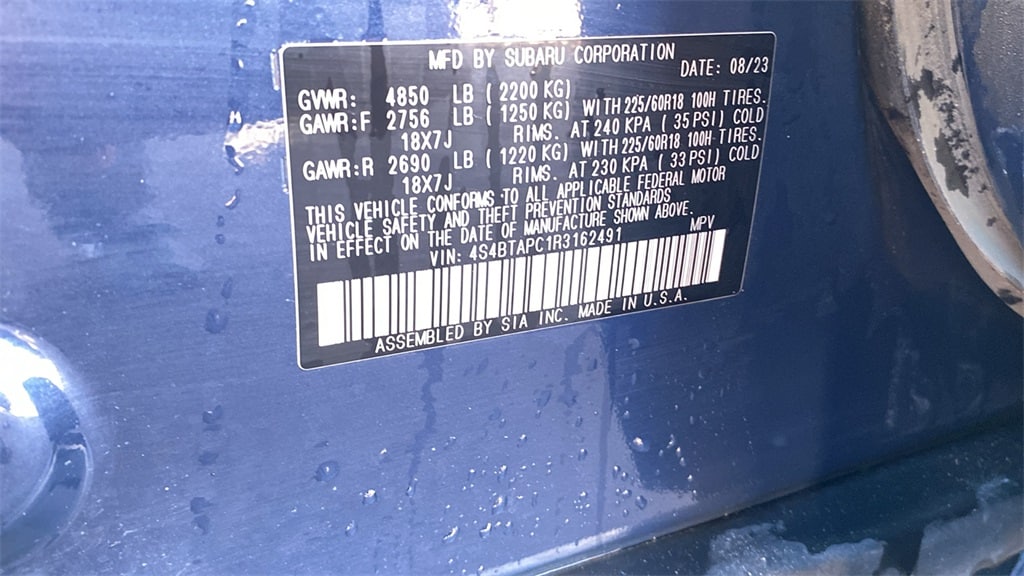 MFD BY SUBARU CORPORATION
DATE: 08/23
GVWR: 4850 LB ( 2200 KG)
GAWR:F 2756 LB ( 1250 KG) WITH 225/60R18 100H TIRES.
18X7J RIMS. AT 240 KPA ( 35 PSI) COLD
GAWR:R 2690 LB ( 1220 KG) WITH 225/60R18 100H TIRES.
18X7J RIMS. AT 230 KPA ( 33 PSI) COLD
THIS VEHICLE CONFORMS TO ALL APPLICABLE FEDERAL MOTOR
VEHICLE SAFETY AND THEFT PREVENTION STANDARDS
IN EFFECT ON THE DATE OF MANUFACTURE SHOWN ABOVE.
VIN: 4S4BTAPC1R3162491 MPV
ASSEMBLED BY SIA INC. MADE IN U.S.A.